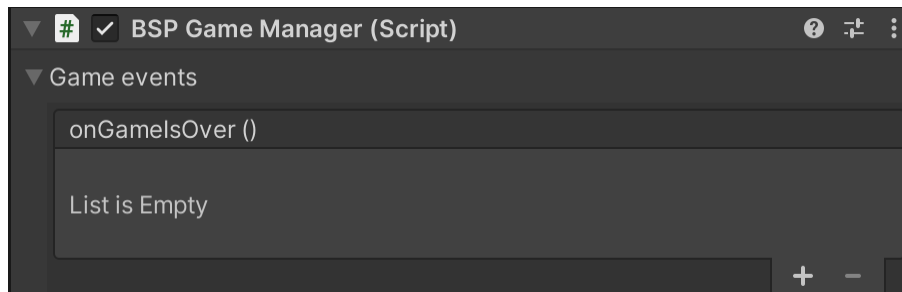 BSP Game Manager (Script)
Game events
onGameIsOver ()
List is Empty